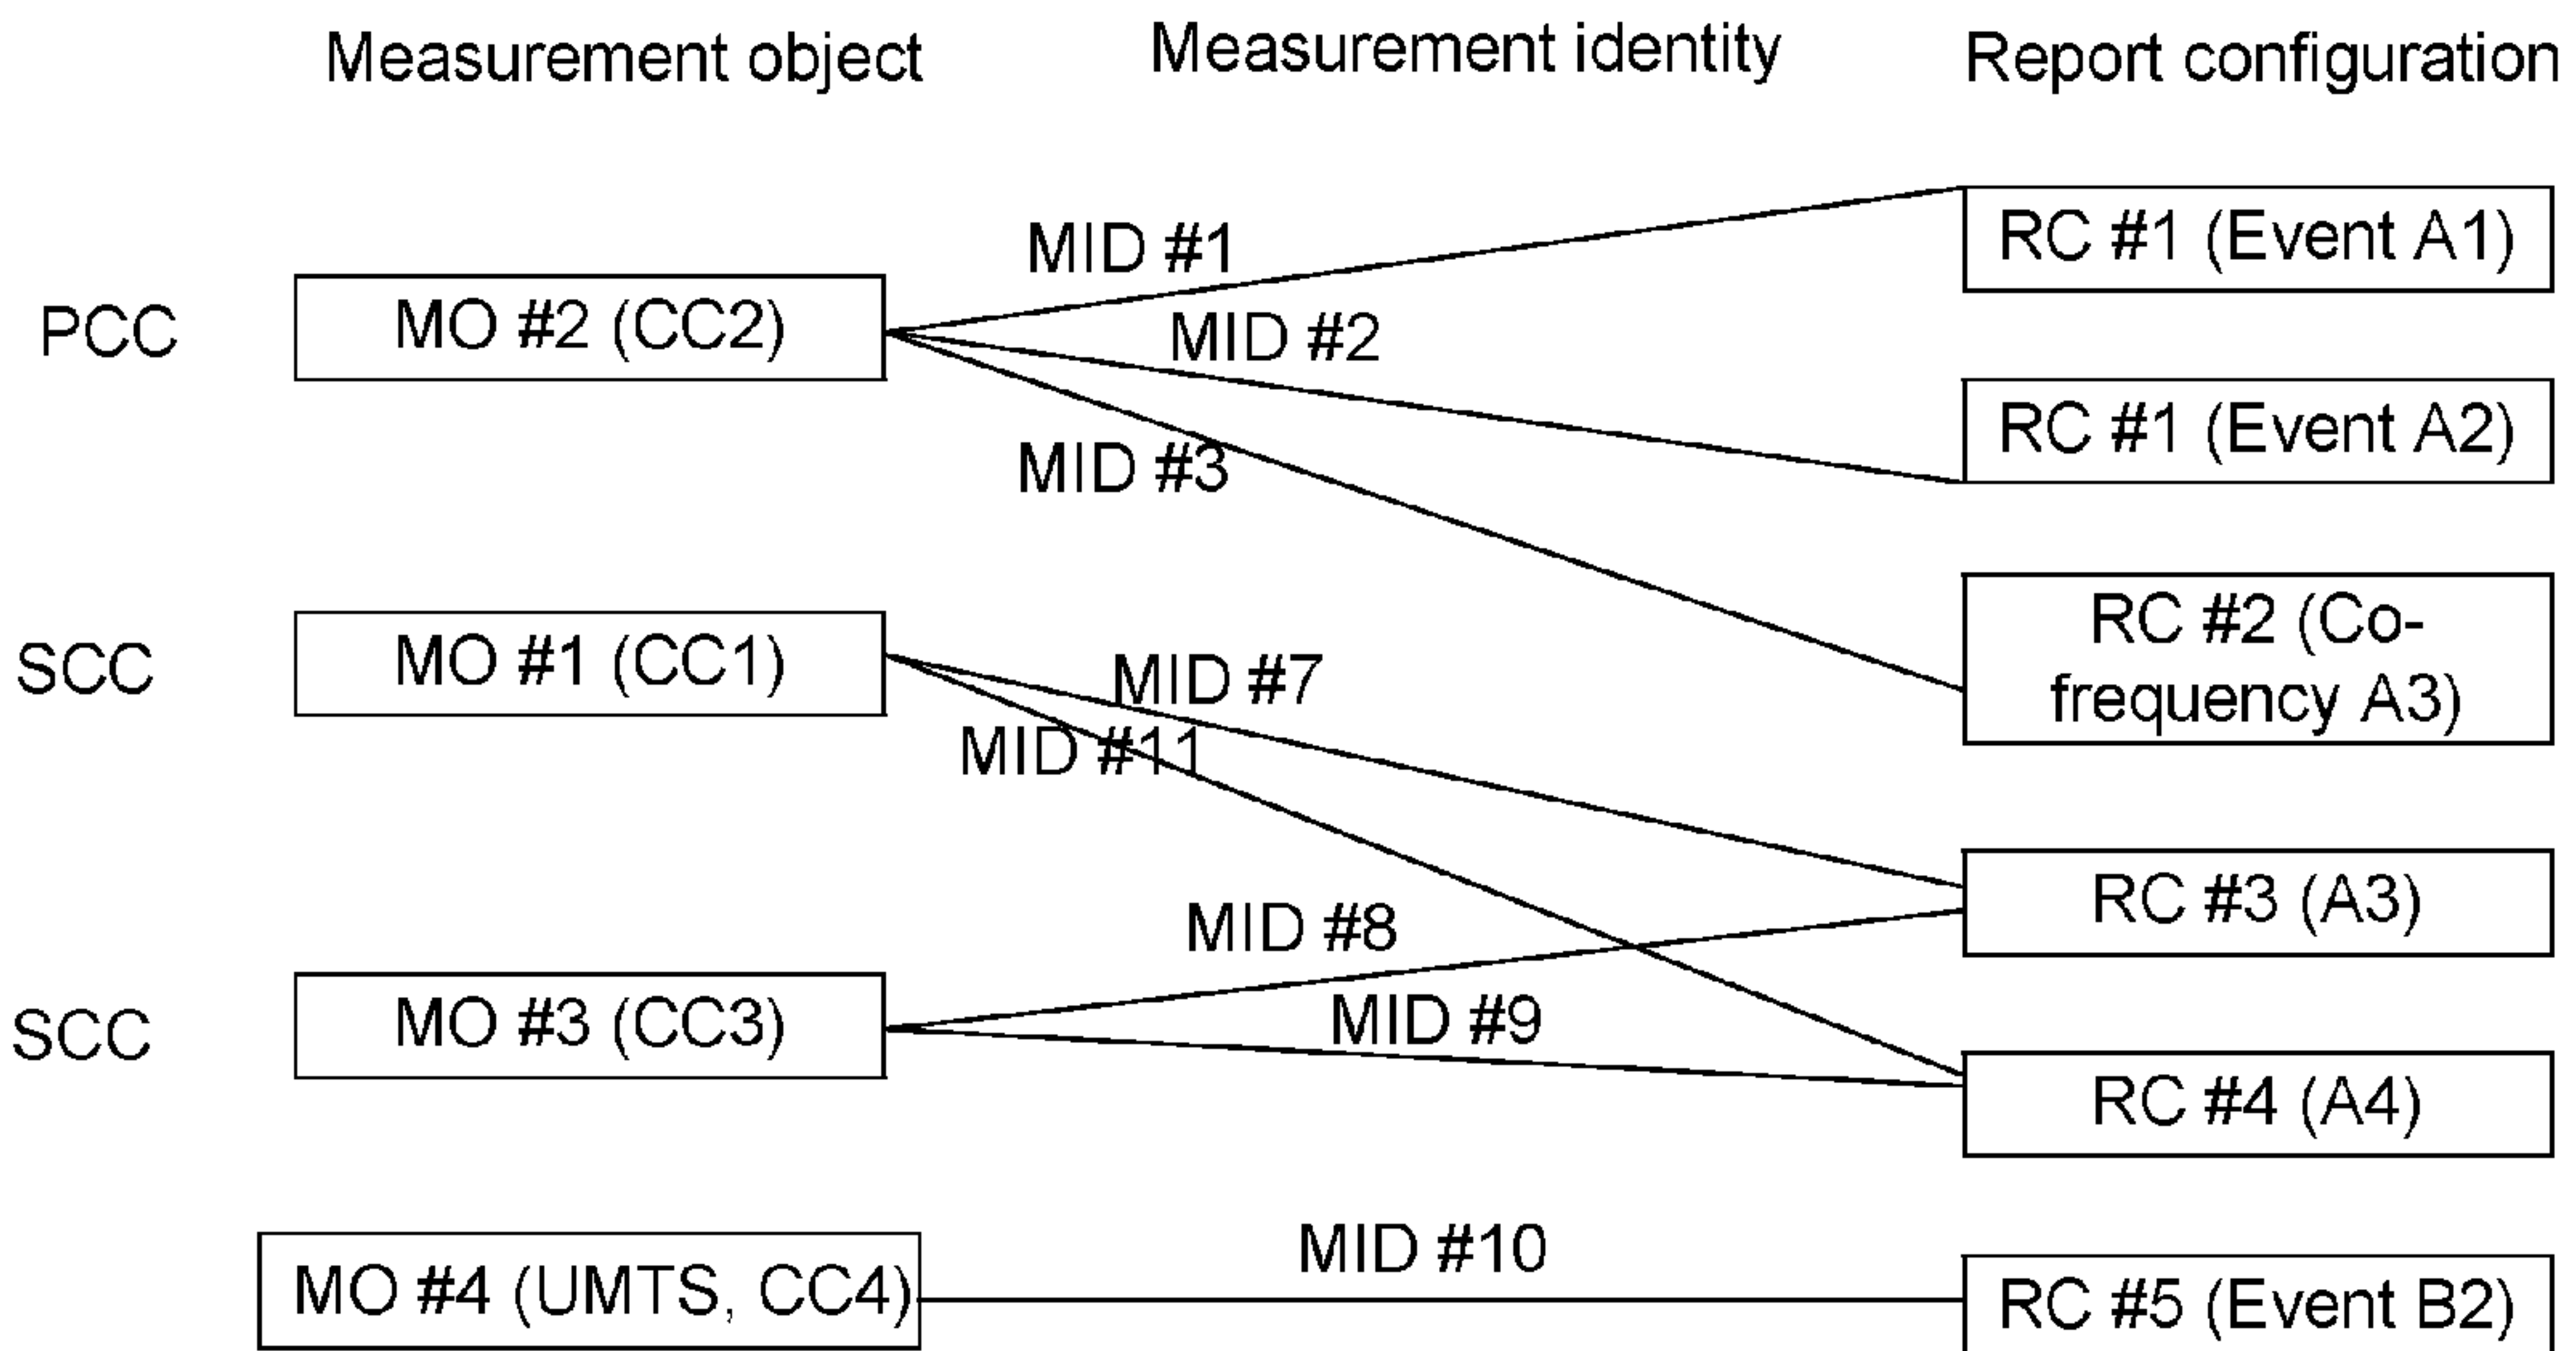 Measurement object
Measurement identity
Report configuration
MID #1
RC #1 (Event A1)
PCC
MO #2 (CC2)
MID #2
RC #1 (Event A2)
MID #3
RC #2 (Co-
frequency A3)
SCC
MO #1 (CC1)
MID #7
MID #11
RC #3 (A3)
MID #8
SCC
MO #3 (CC3)
MID #9
RC #4 (A4)
MID #10
MO #4 (UMTS, CC4)
RC #5 (Event B2)